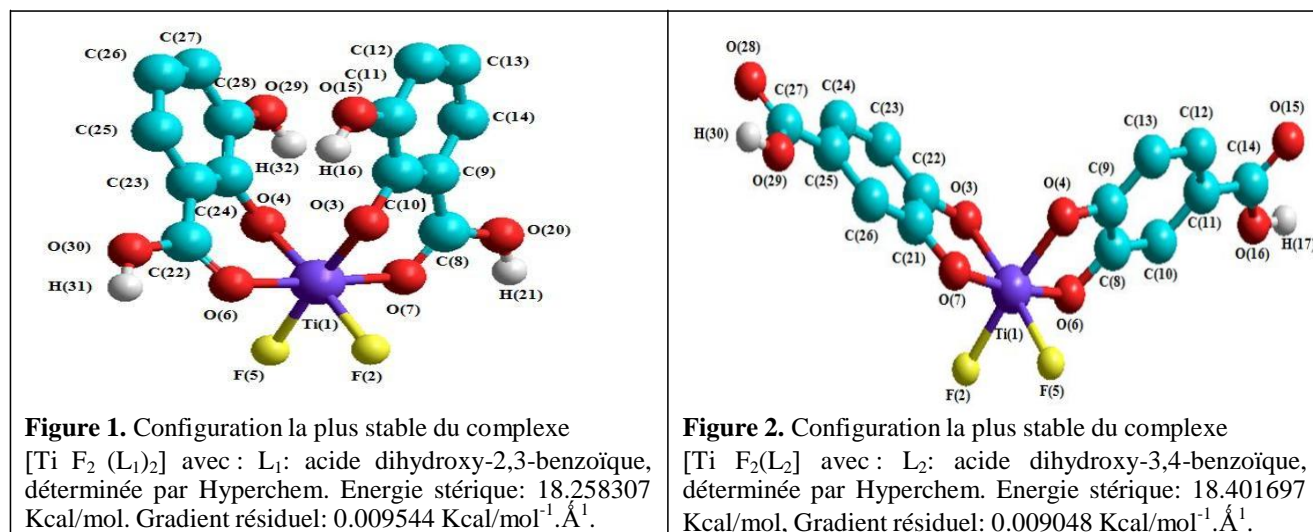 C(27)
C(26)
C(28)
O(29)
C(25)
H(32)
C(23)
C(24)
O(4)
O(30)
C(22)
H(31)
O(6)
C(12)
C(13)
C(11)
O(15)
C(14)
H(16)
C(9)
O(3)
C(10)
O(20)
C(8)
H(21)
O(7)
Ti(1)
F(5)
F(2)
Figure 1. Configuration la plus stable du complexe
[Ti F2 (L1)2] avec : L1: acide dihydroxy-2,3-benzoïque,
déterminée par Hyperchem. Energie stérique: 18.258307
Kcal/mol. Gradient résiduel: 0.009544 Kcal/mol-1.Å1.
O(28)
C(27)
C(24)
C(23)
H(30)
O(29)
C(25)
C(22)
O(3)
C(26)
C(21)
O(7)
C(13)
C(12)
O(15)
C(14)
C(9)
O(4)
C(11)
H(17)
O(16)
C(10)
C(8)
O(6)
Ti(1)
F(2)
F(5)
Figure 2. Configuration la plus stable du complexe
[Ti F2(L2] avec : L2: acide dihydroxy-3,4-benzoïque,
déterminée par Hyperchem. Energie stérique: 18.401697
Kcal/mol, Gradient résiduel: 0.009048 Kcal/mol-1.Å1.